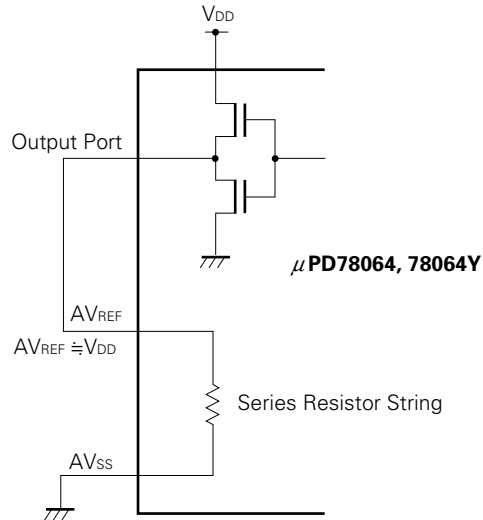 VDD
Output Port
μPD78064, 78064Y
AVREF
AVREF ≒VDD
Series Resistor String
AVSS